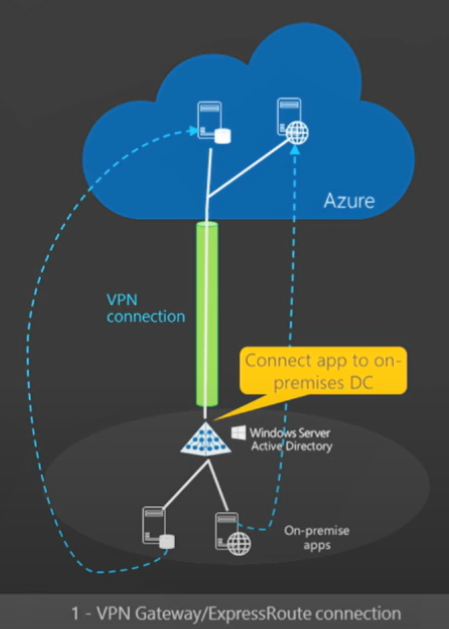 Azure
VPN
connection
Connect app to on-
premises DC
Windows Server
Active Directory
On-premise
apps
1 - VPN Gateway/ExpressRoute connection